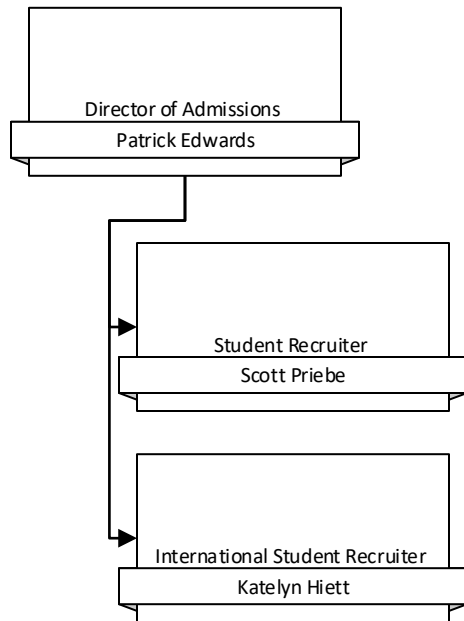 Director of Admissions
Patrick Edwards
Student Recruiter
Scott Priebe
International Student Recruiter
Katelyn Hiett